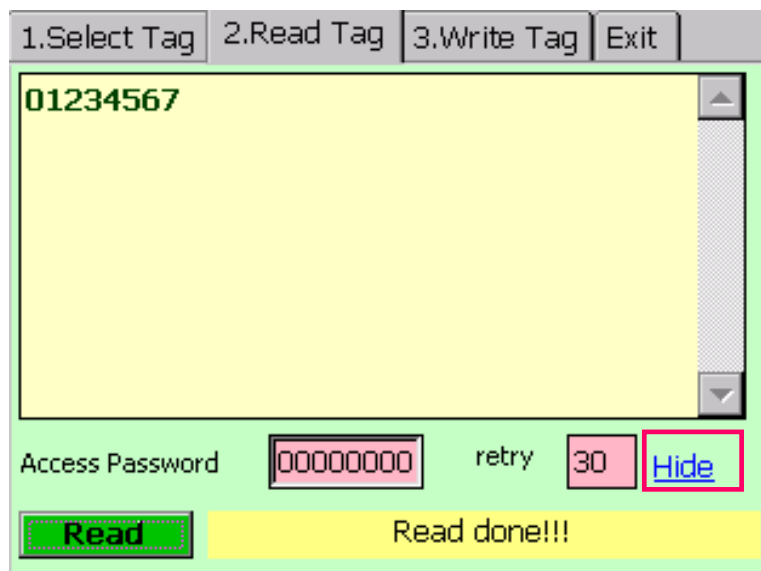 1.Select Tag 2.Read Tag 3.Write Tag Exit
01234567
Access Password 00000000 retry 30 Hide
Read Read done!!!